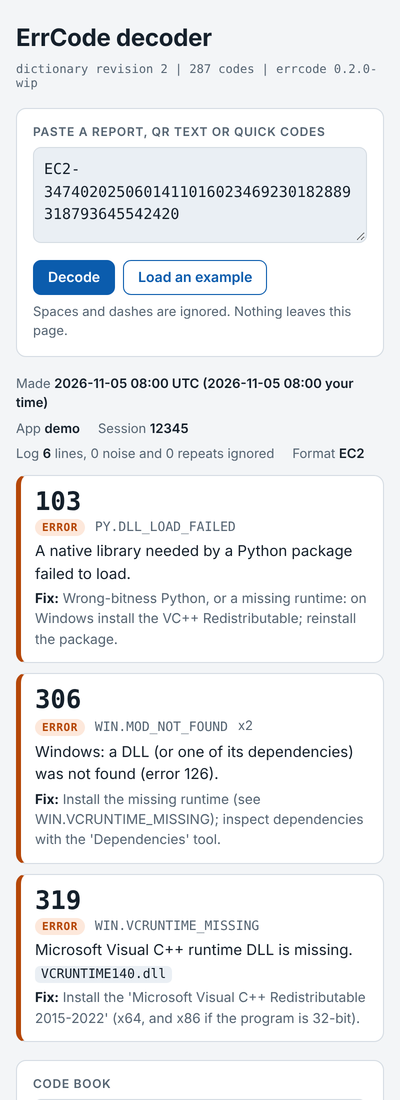 ErrCode decoder
dictionary revision 2 | 287 codes | errcode 0.2.0-
wip
PASTE A REPORT, QR TEXT OR QUICK CODES
EC2-
347402025060141101602346923018288​9
318793645542420
Decode
Load an example
Spaces and dashes are ignored. Nothing leaves this
page.
Made 2026-11-05 08:00 UTC (2026-11-05 08:00 your
time)
App demo Session 12345
Log 6 lines, 0 noise and 0 repeats ignored Format EC2
103
ERROR PY.DLL_LOAD_FAILED
A native library needed by a Python package
failed to load.
Fix: Wrong-bitness Python, or a missing runtime: on
Windows install the VC++ Redistributable; reinstall
the package.
306
ERROR WIN.MOD_NOT_FOUND x2
Windows: a DLL (or one of its dependencies)
was not found (error 126).
Fix: Install the missing runtime (see
WIN.VCRUNTIME_MISSING); inspect dependencies
with the 'Dependencies' tool.
319
ERROR WIN.VCRUNTIME_MISSING
Microsoft Visual C++ runtime DLL is missing.
VCRUNTIME140.dll
Fix: Install the 'Microsoft Visual C++ Redistributable
2015-2022' (x64, and x86 if the program is 32-bit).
CODE BOOK